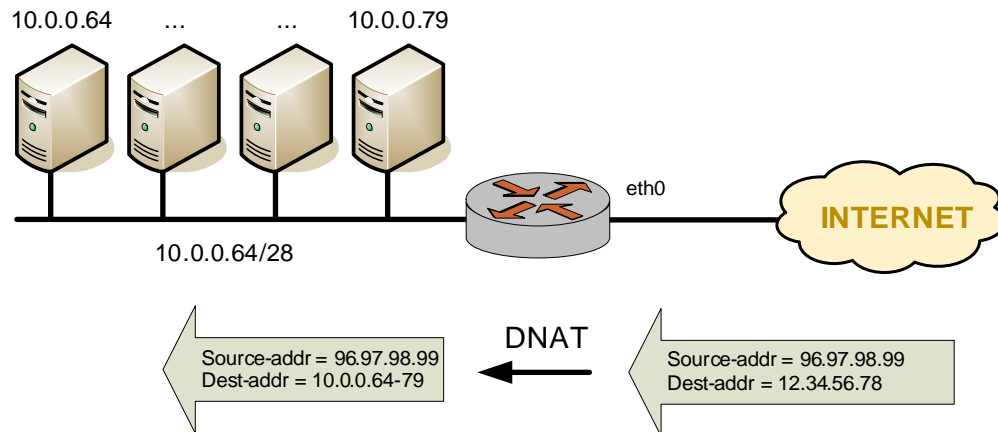 10.0.0.64 ... ... 10.0.0.79
eth0
INTERNET
10.0.0.64/28
DNAT
Source-addr = 96.97.98.99
Dest-addr = 10.0.0.64-79
Source-addr = 96.97.98.99
Dest-addr = 12.34.56.78